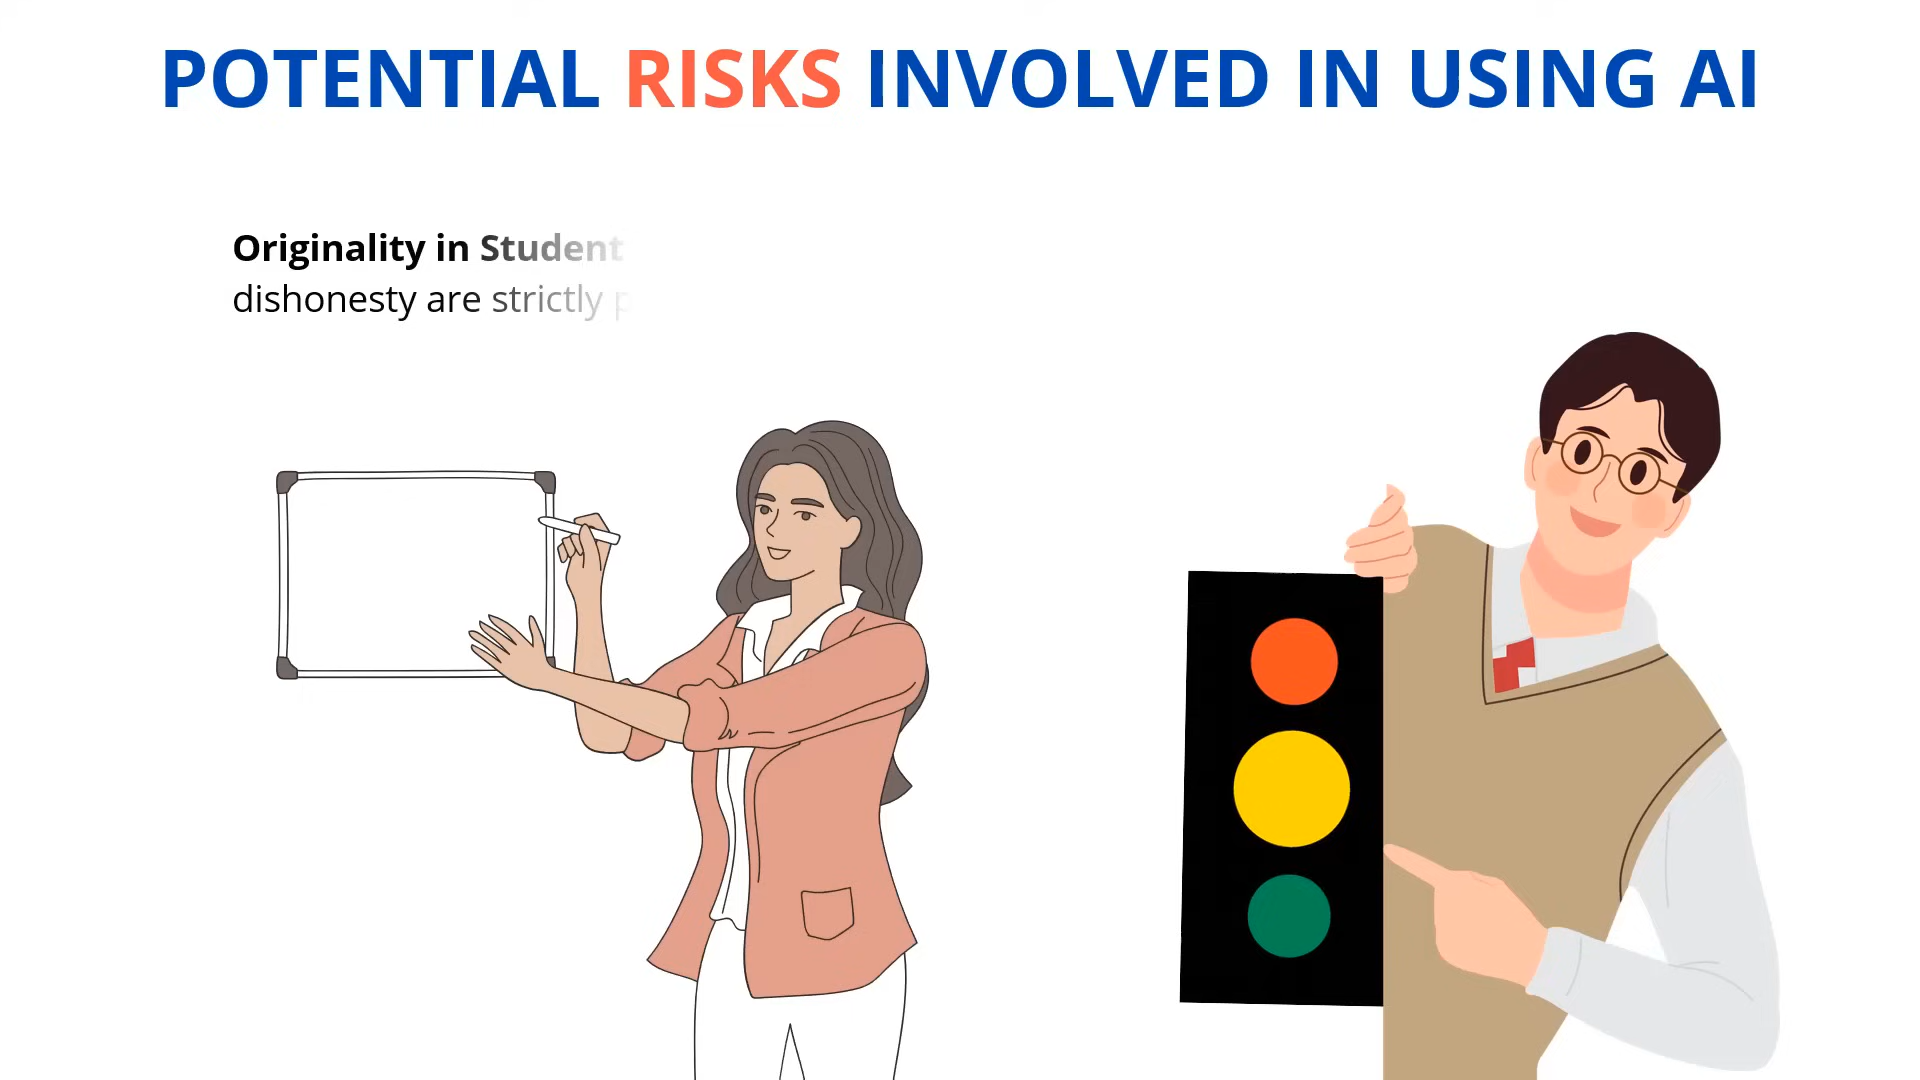 POTENTIAL RISKS INVOLVED IN USING AI
Originality in Student
dishonesty are strictly